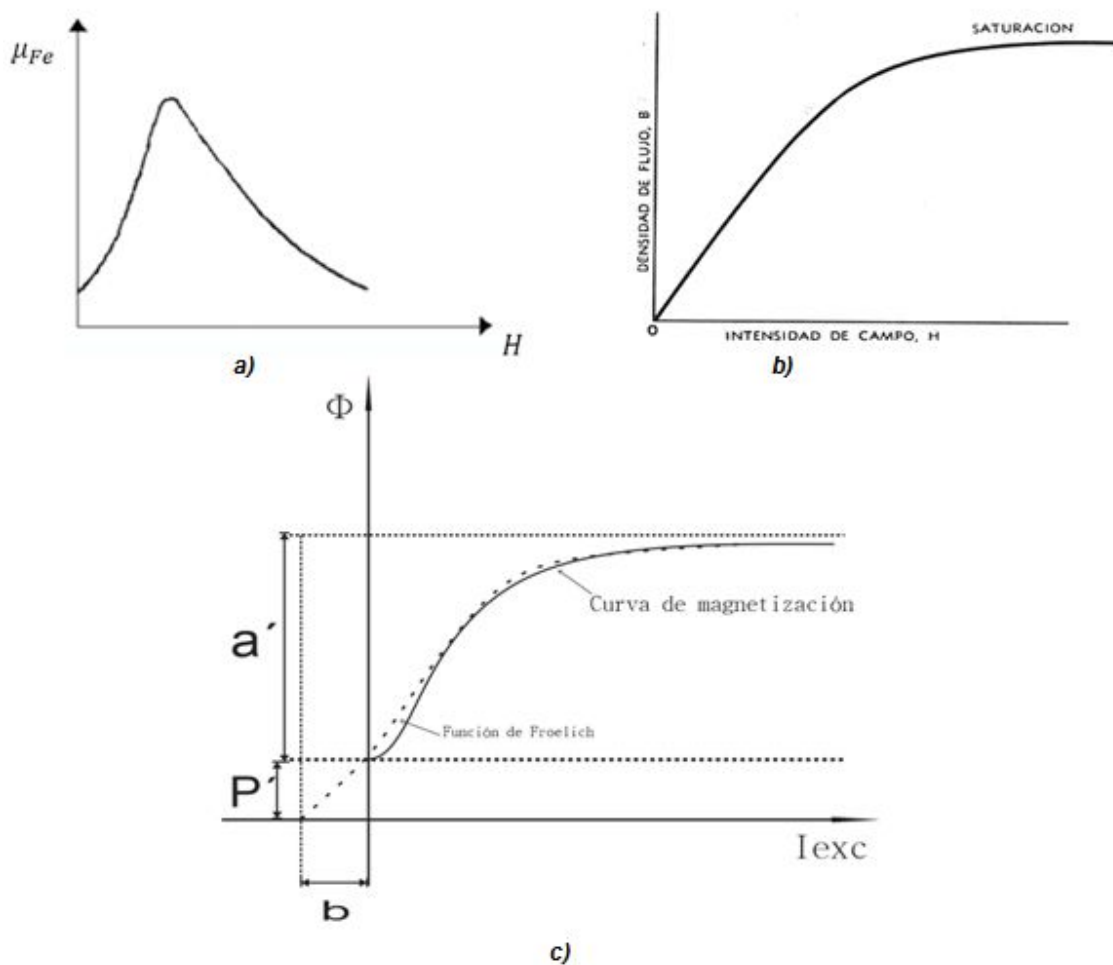 μFe
H
a)
SATURACION
DENSIDAD DE FLUJO, B
O
INTENSIDAD DE CAMPO, H
b)
Φ
Curva de magnetización
a´
Función de Froelich
P´
Iexc
b
c)